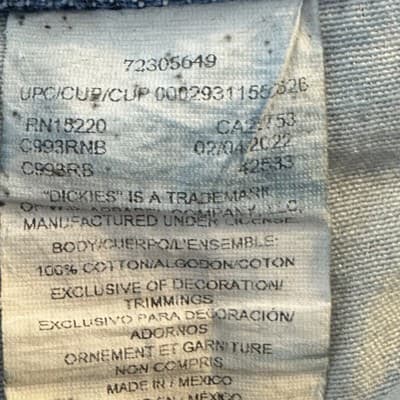 72305649
UPC/CUP/CUP 0002931155
RN15220
C993RNB 02/04/2022
C993RB 42533
"DICKIES" IS A TRADEMARK
MANUFACTURED UNDER LICENSE
BODY/CUERPO/L'ENSEMBLE:
100% COTTON/ALGODON/COTON
EXCLUSIVE OF DECORATION/
TRIMMINGS
EXCLUSIVO PARA DECORACIÓN/
ADORNOS
ORNEMENT ET GARNITURE
NON COMPRIS
MADE IN / MEXICO
MEXICO